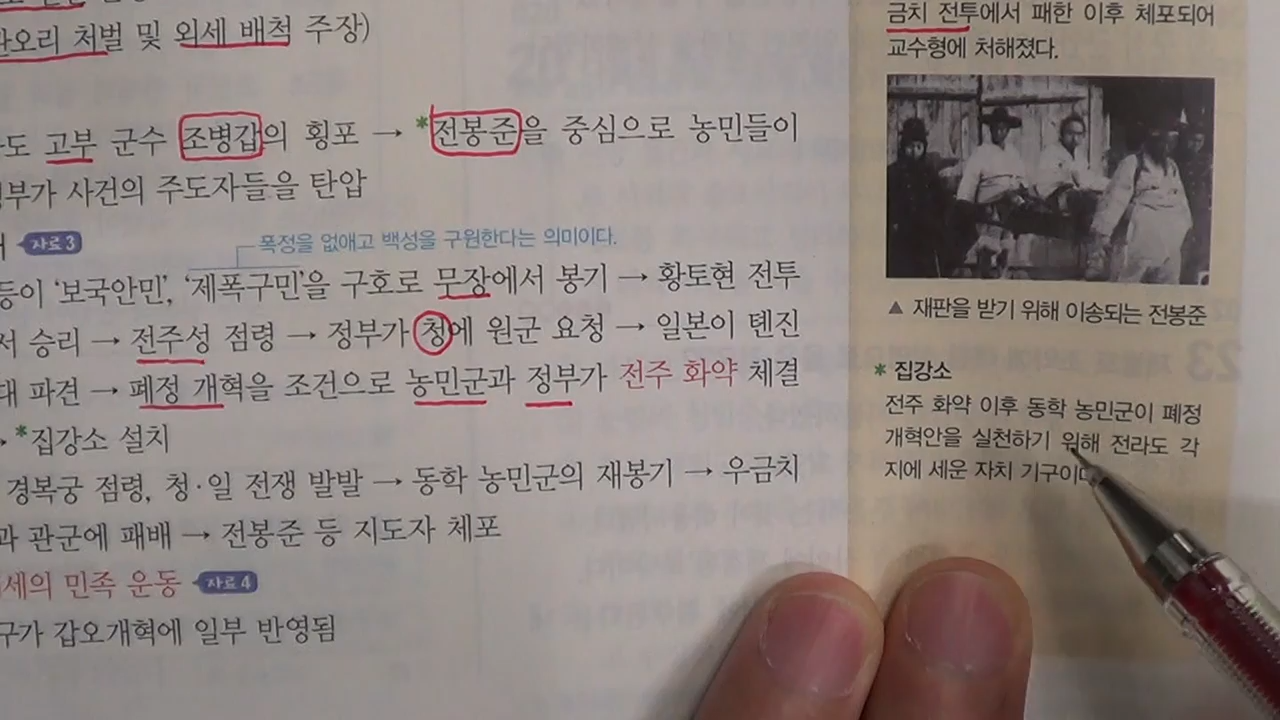 관오리 처벌 및 외세 배척 주장)
도 고부 군수 조병갑의 횡포 → *전봉준을 중심으로 농민들이
정부가 사건의 주도자들을 탄압
자료 3
폭정을 없애고 백성을 구원한다는 의미이다.
등이 ‘보국안민’, ‘제폭구민’을 구호로 무장에서 봉기 → 황토현 전투
서 승리 → 전주성 점령 → 정부가 청에 원군 요청 → 일본이 톈진
대 파견 → 폐정 개혁을 조건으로 농민군과 정부가 전주 화약 체결
→ *집강소 설치
경복궁 점령, 청·일 전쟁 발발 → 동학 농민군의 재봉기 → 우금치
과 관군에 패배 → 전봉준 등 지도자 체포
세의 민족 운동 자료 4
구가 갑오개혁에 일부 반영됨
금치 전투에서 패한 이후 체포되어
교수형에 처해졌다.
▲ 재판을 받기 위해 이송되는 전봉준
* 집강소
전주 화약 이후 동학 농민군이 폐정
개혁안을 실천하기 위해 전라도 각
지에 세운 자치 기구이다
23